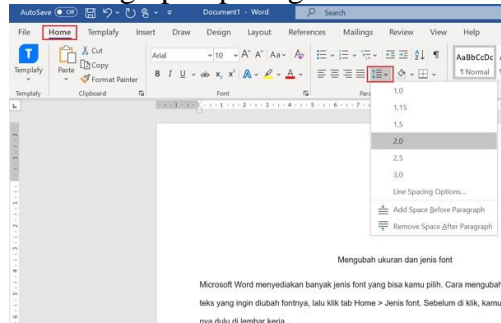 AutoSave Off Document1 - Word Search
File Home Templafy Insert Draw Design Layout References Mailings Review View Help
Templafy
Paste
Cut
Copy
Format Painter
Arial 10 A A Aa
B I U ab x x A A
AaBbCcDc
1 Normal
Templafy Clipboard Font Par
1,0
1,15
1,5
2,0
2,5
3,0
Line Spacing Options...
Add Space Before Paragraph
Remove Space After Paragraph
Mengubah ukuran dan jenis font
Microsoft Word menyediakan banyak jenis font yang bisa kamu pilih. Cara mengubah
teks yang ingin diubah fontnya, lalu klik tab Home > Jenis font. Sebelum di klik, kamu
nya dulu di lembar kerja